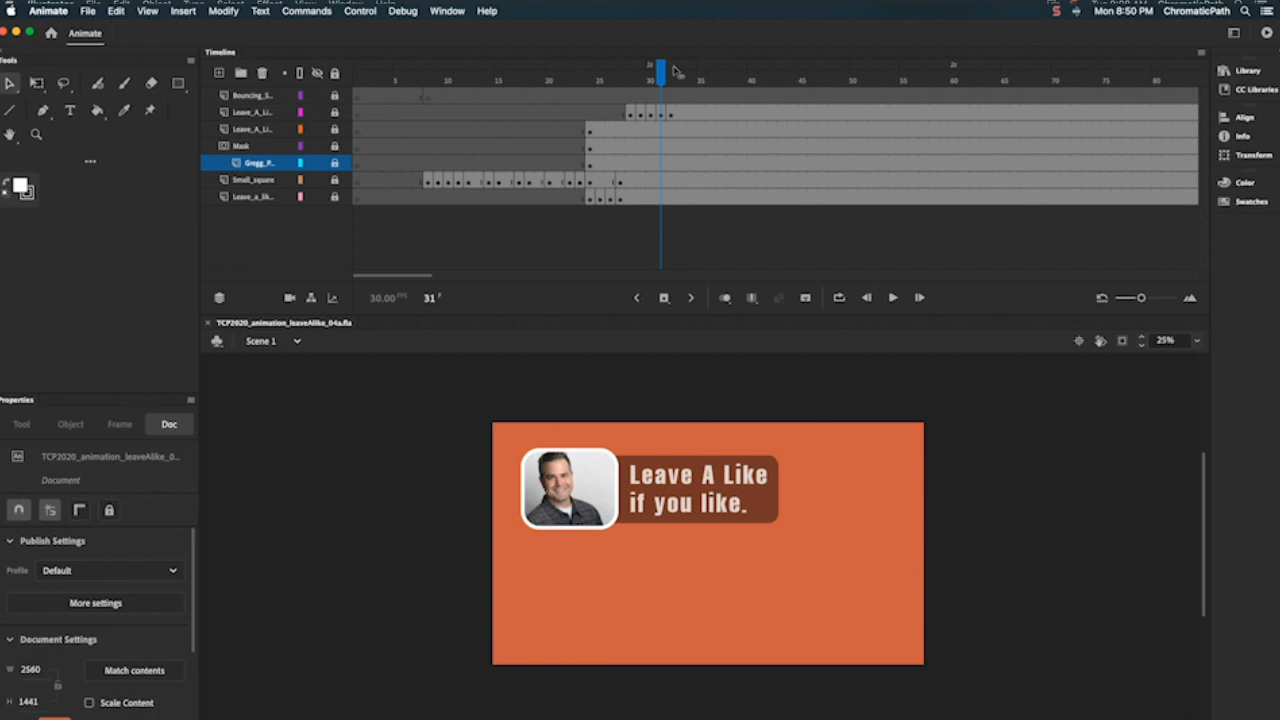 Animate File Edit View Insert Modify Text Commands Control Debug Window Help
Mon 8:50 PM ChromaticPath
Animate
Tools
Timeline
5 10 15 20 25 30 35 40 45 50 55 60 65 70 75 80
1s 2s
Bouncing_S...
Leave_A_Li...
Leave_A_Li...
Mask
Gregg_P...
Small_square
Leave_a_lik...
30.00 FPS 31 F
TCP2020_animation_leaveAlike_04a.fla
Scene 1
25%
Library
CC Libraries
Align
Info
Transform
Color
Swatches
Properties
Tool Object Frame Doc
TCP2020_animation_leaveAlike_0...
Document
Publish Settings
Profile Default
More settings
Document Settings
W 2560 Match contents
H 1441 Scale Content
Leave A Like
if you like.